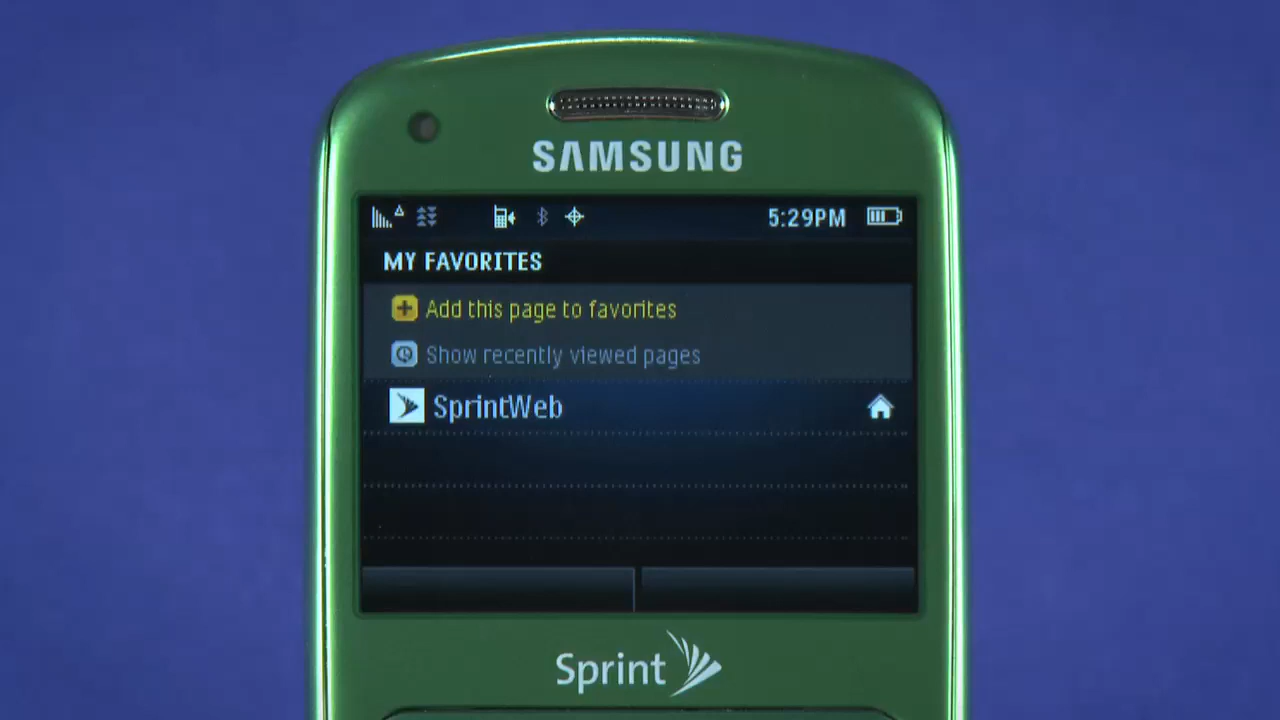 SAMSUNG
5:29PM
MY FAVORITES
Add this page to favorites
Show recently viewed pages
SprintWeb
Sprint